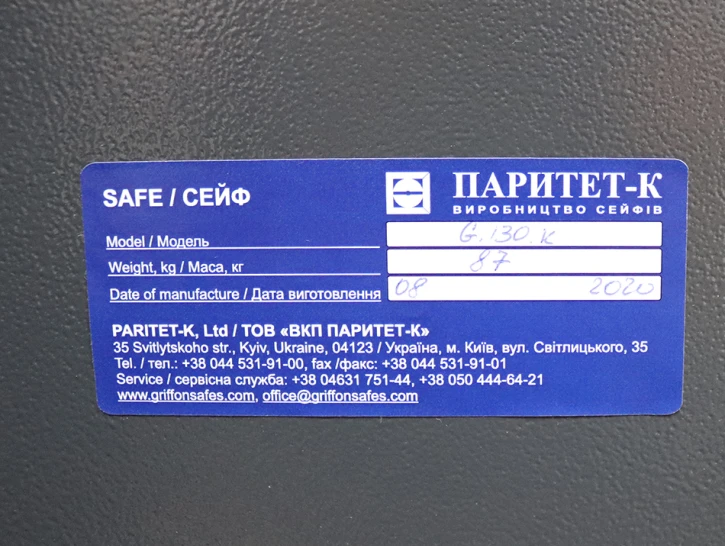 SAFE / СЕЙФ
ПАРИТЕТ-К
ВИРОБНИЦТВО СЕЙФІВ
Model / Модель G.130.K
Weight, kg / Маса, кг 87
Date of manufacture / Дата виготовлення 08 2020
PARITET-K, Ltd / ТОВ «ВКП ПАРИТЕТ-К»
35 Svitlytskoho str., Kyiv, Ukraine, 04123 / Україна, м. Київ, вул. Світлицького, 35
Tel. / тел.: +38 044 531-91-00, fax /факс: +38 044 531-91-01
Service / сервісна служба: +38 04631 751-44, +38 050 444-64-21
www.griffonsafes.com, office@griffonsafes.com